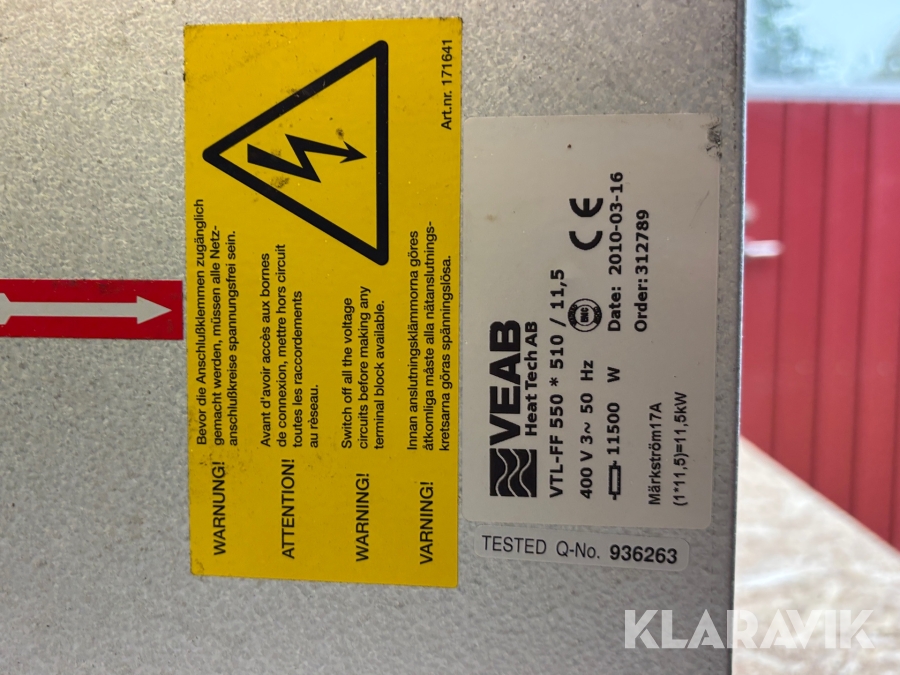 WARNUNG!
Bevor die Anschlußklemmen zugänglich
gemacht werden, müssen alle Netz-
anschlußkreise spannungsfrei sein.
ATTENTION!
Avant d'avoir accès aux bornes
de connexion, mettre hors circuit
toutes les raccordements
au réseau.
WARNING!
Switch off all the voltage
circuits before making any
terminal block available.
VARNING!
Innan anslutningsklämmorna göres
åtkomliga måste alla nätanslutnings-
kretsarna göras spänningslösa.
Art.nr. 171641
VEAB
Heat Tech AB
VTL-FF 550 * 510 / 11,5
400 V 3~ 50 Hz
11500 W
CE
Date: 2010-03-16
Order:312789
Märkström17A
(1*11,5)=11,5kW
TESTED Q-No. 936263
KLARAVIK